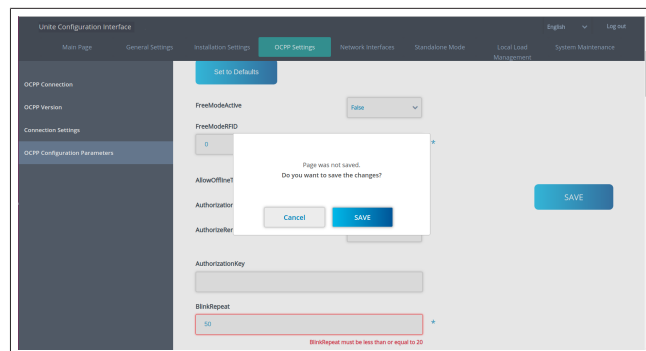 Unite Configuration Interface
English
Log out
Main Page
General Settings
Installation Settings
OCPP Settings
Network Interfaces
Standalone Mode
Local Load
Management
System Maintenance
Set to Defaults
OCPP Connection
OCPP Version
Connection Settings
OCPP Configuration Parameters
FreeModeActive
False
FreeModeRFID
0
*
Page was not saved.
Do you want to save the changes?
Cancel
SAVE
AllowOfflineT
Authorization
AuthorizeRe
SAVE
AuthorizationKey
BlinkRepeat
50
*
BlinkRepeat must be less than or equal to 20